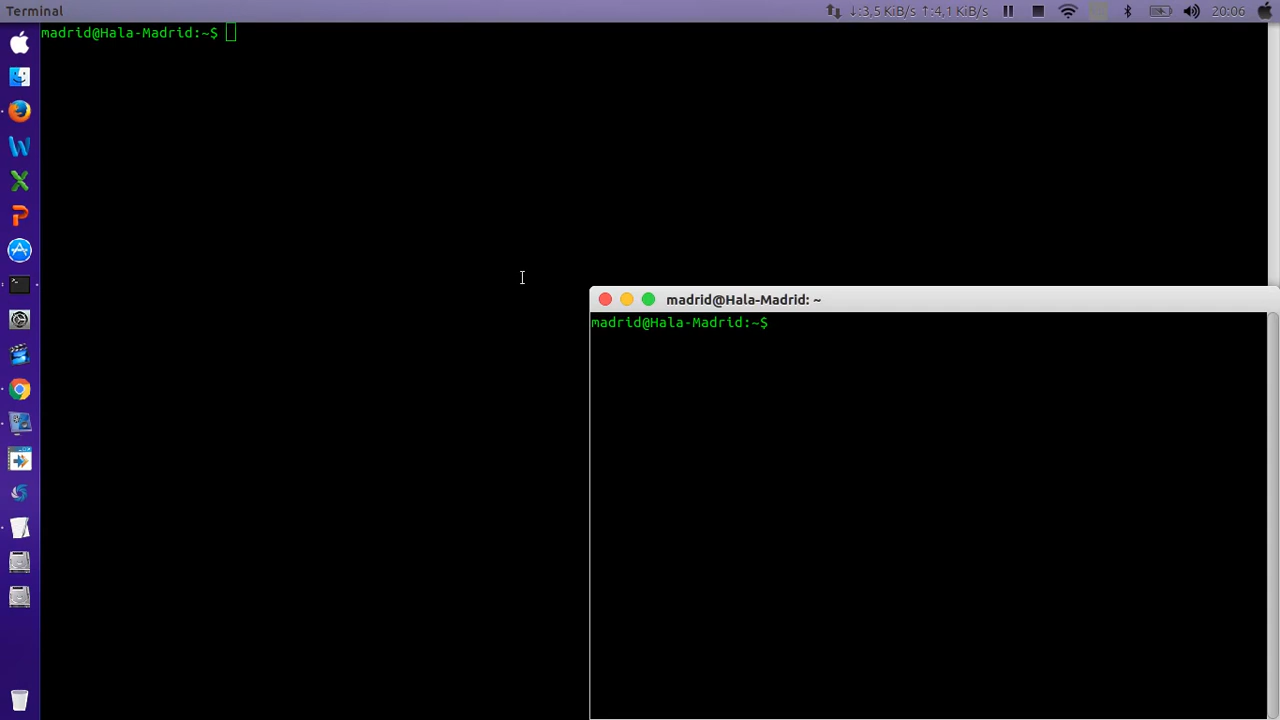 Terminal
↓:3,5 KiB/s ↑:4,1 KiB/s
20:06
madrid@Hala-Madrid:~$
madrid@Hala-Madrid: ~
madrid@Hala-Madrid:~$